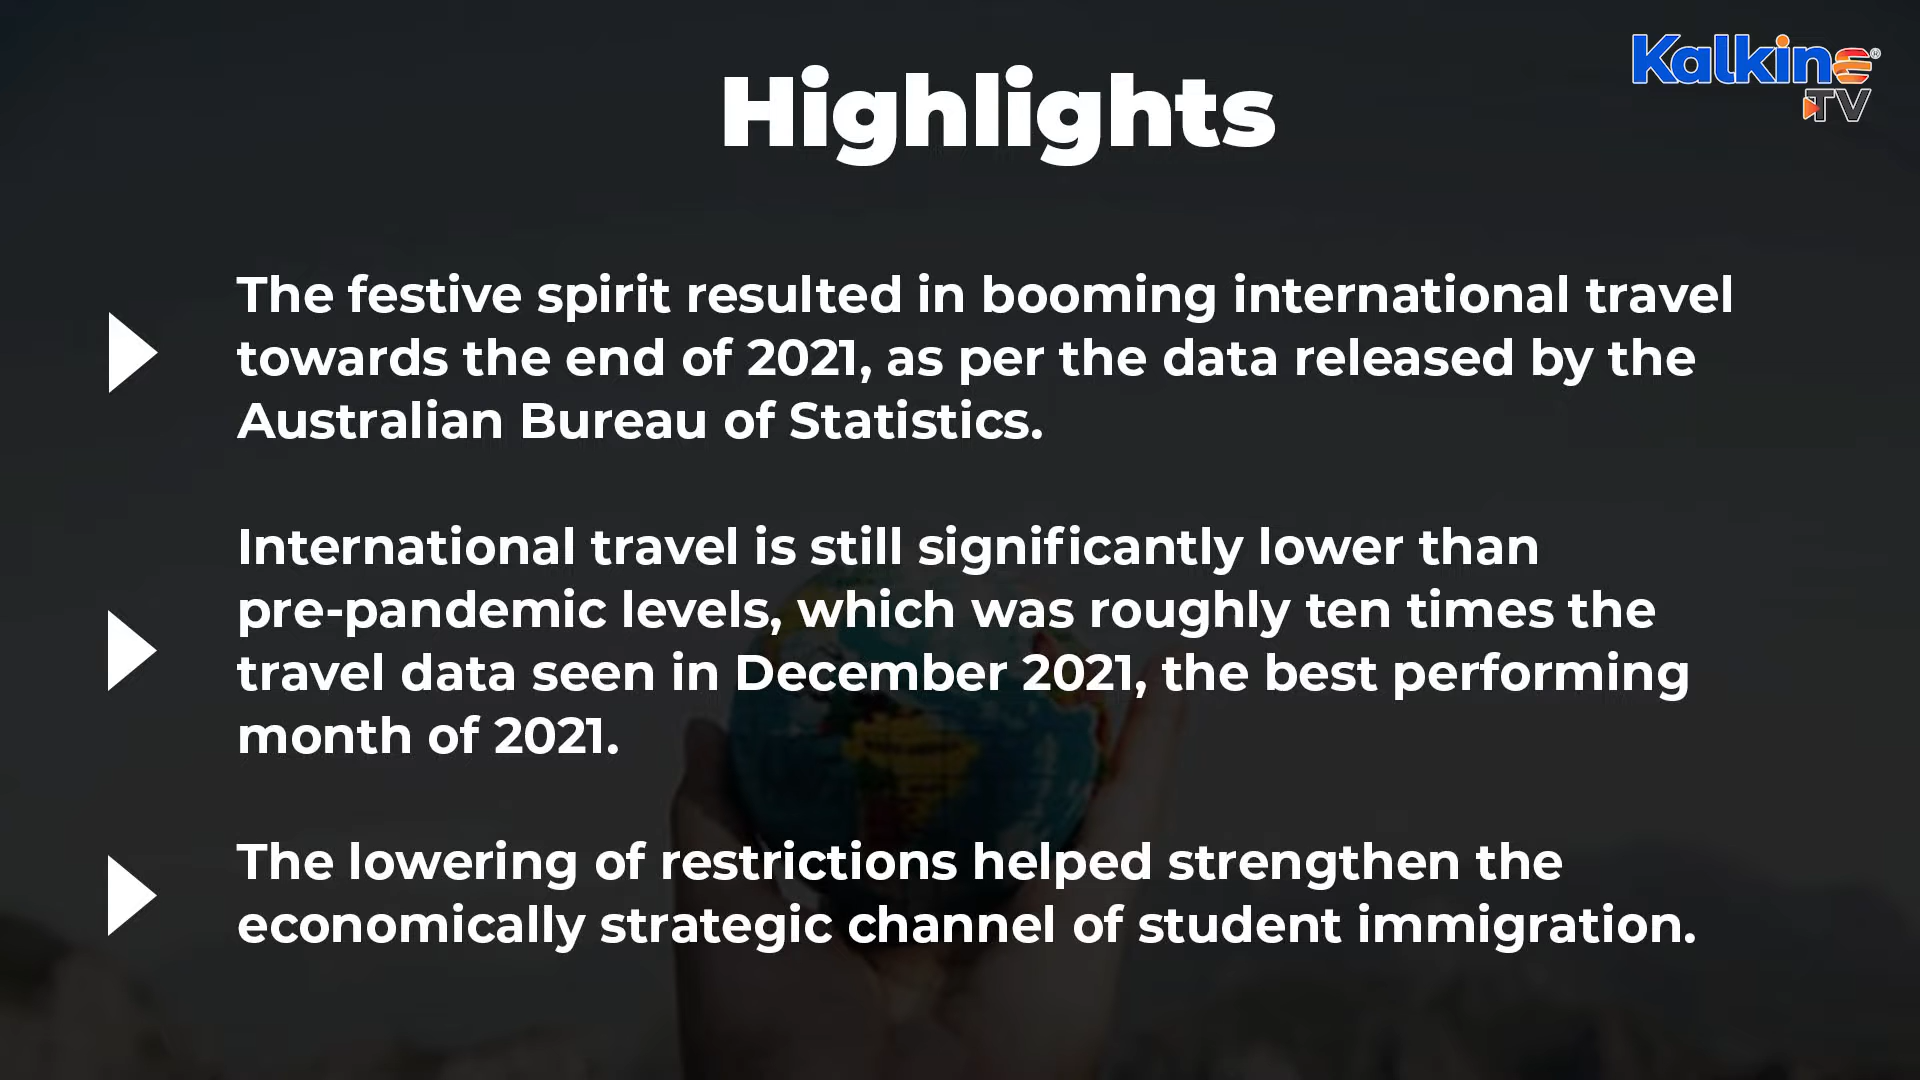 Kalkine®
TV
Highlights
The festive spirit resulted in booming international travel
towards the end of 2021, as per the data released by the
Australian Bureau of Statistics.
International travel is still significantly lower than
pre-pandemic levels, which was roughly ten times the
travel data seen in December 2021, the best performing
month of 2021.
The lowering of restrictions helped strengthen the
economically strategic channel of student immigration.